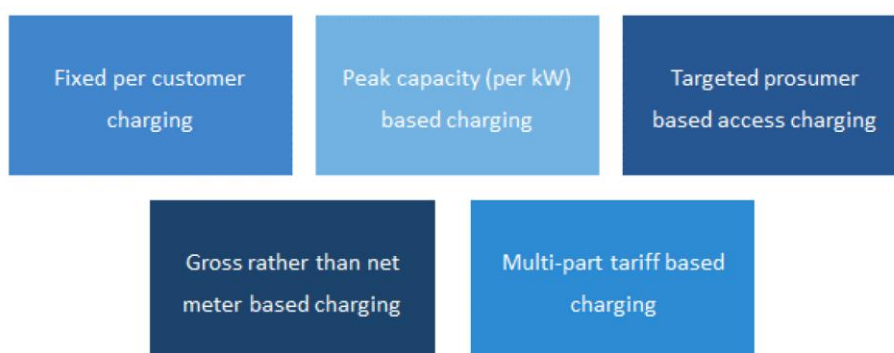 Fixed per customer
charging
Peak capacity (per kW)
based charging
Targeted prosumer
based access charging
Gross rather than net
meter based charging
Multi-part tariff based
charging